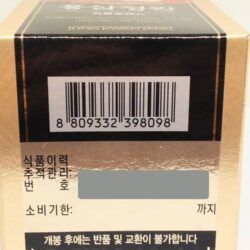 8 809332 398098
식품이력
추적관리:
번 호
소비기한: 까지
개봉 후에는 반품 및 교환이 불가합니다